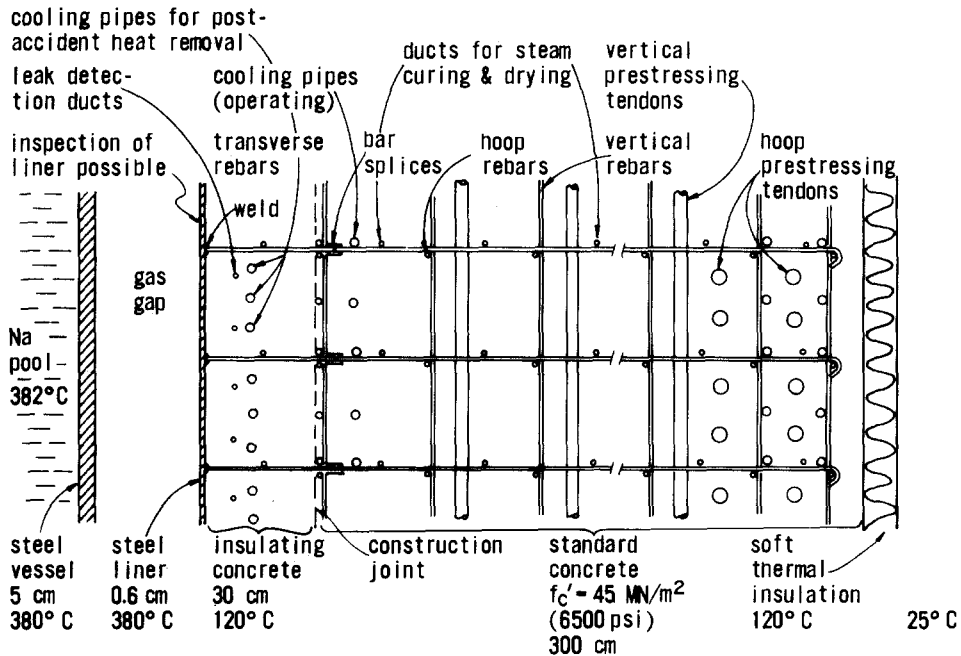 cooling pipes for post-
accident heat removal
leak detec-
tion ducts
cooling pipes
(operating)
ducts for steam
curing & drying
vertical
prestressing
tendons
inspection of
liner possible
transverse
rebars
bar
splices
hoop
rebars
vertical
rebars
hoop
prestressing
tendons
weld
gas
gap
Na
pool
382°C
steel
vessel
5 cm
380°C
steel
liner
0.6 cm
380°C
insulating
concrete
30 cm
120°C
construction
joint
standard
concrete
fc' = 45 MN/m²
(6500 psi)
300 cm
soft
thermal
insulation
120°C
25°C